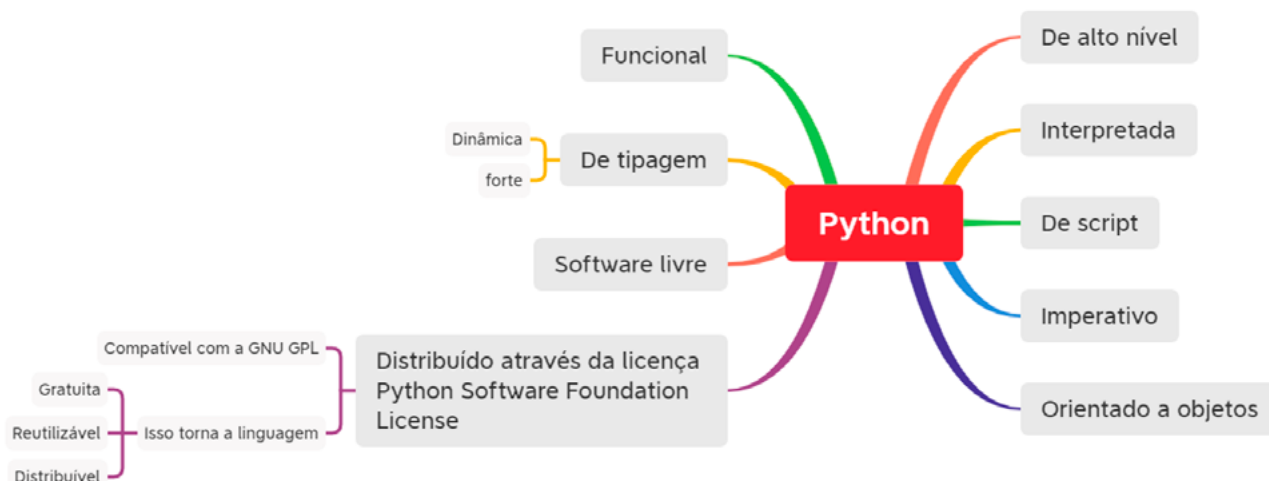 Python
De alto nível
Interpretada
De script
Imperativo
Orientado a objetos
Funcional
De tipagem
Dinâmica
forte
Software livre
Distribuído através da licença
Python Software Foundation
License
Compatível com a GNU GPL
Isso torna a linguagem
Gratuita
Reutilizável
Distribuível